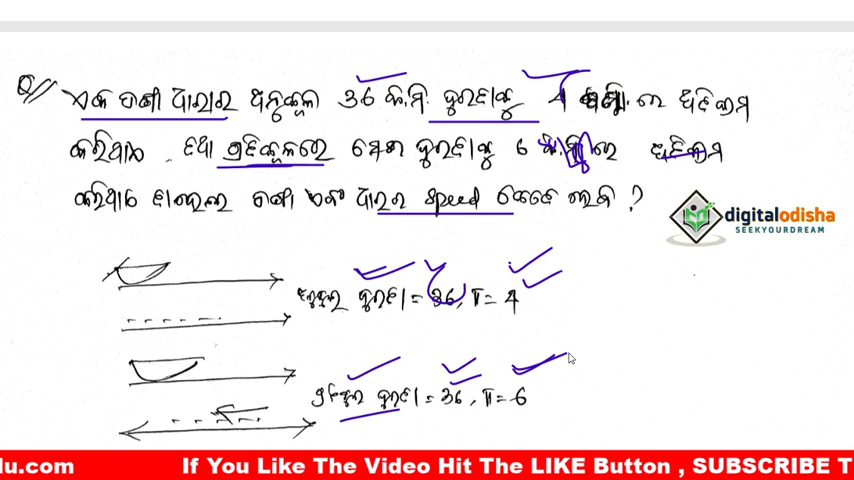 Q// ଏକ ଡଙ୍ଗା ଧାରାର ଅନୁକୂଳ 36 କି.ମି. ଦୂରତାକୁ 4 ଘଣ୍ଟା ରେ ଅତିକ୍ରମ
କରିଥାଏ. ତଥା ପ୍ରତିକୂଳରେ ସେହି ଦୂରତାକୁ 6 ରେ ଅତିକ୍ରମ
କରିଥାଏ ତାହେଲେ ଡଙ୍ଗା ଏବଂ ଧାରାର speed କେତେ ଲେଖ ?
digitalodisha
SEEKYOURDREAM
ଅନୁକୂଳ ଦୂରତା = 36, T = 4
ପ୍ରତିକୂଳ ଦୂରତା = 36, T = 6
du.com If You Like The Video Hit The LIKE Button , SUBSCRIBE T